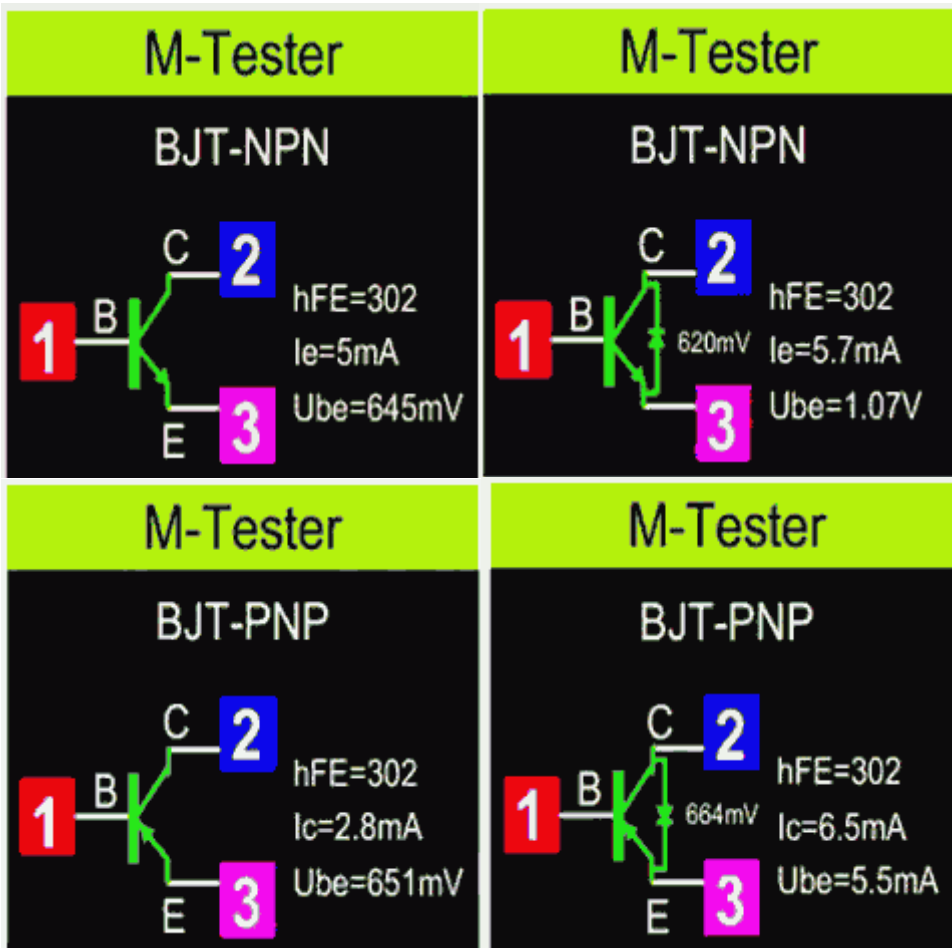 M-Tester
BJT-NPN
C
2
1
B
hFE=302
Ie=5mA
Ube=645mV
3
E
M-Tester
BJT-NPN
C
2
1
B
620mV
hFE=302
Ie=5.7mA
Ube=1.07V
3
M-Tester
BJT-PNP
C
2
1
B
hFE=302
Ic=2.8mA
Ube=651mV
3
E
M-Tester
BJT-PNP
C
2
1
B
664mV
hFE=302
Ic=6.5mA
Ube=5.5mA
3
E